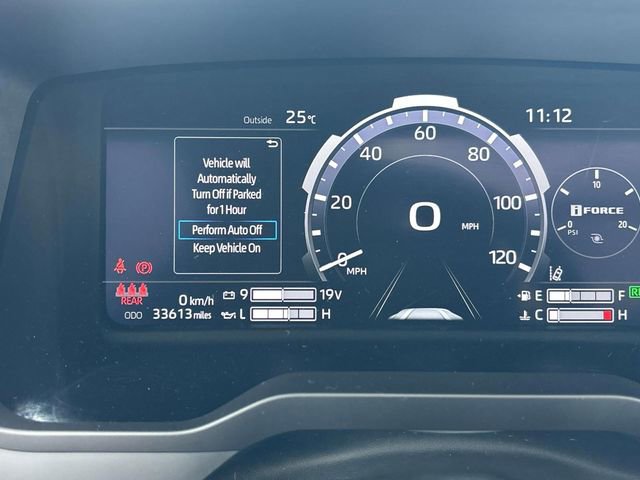 Outside 25°C
11:12
Vehicle will
Automatically
Turn Off if Parked
for 1 Hour
Perform Auto Off
Keep Vehicle On
0
20
40
60
80
100
120
MPH
0 MPH
0
10
20
PSI
i FORCE
REAR
0 km/h
ODO 33613 miles
9 19V
L H
E F
C H